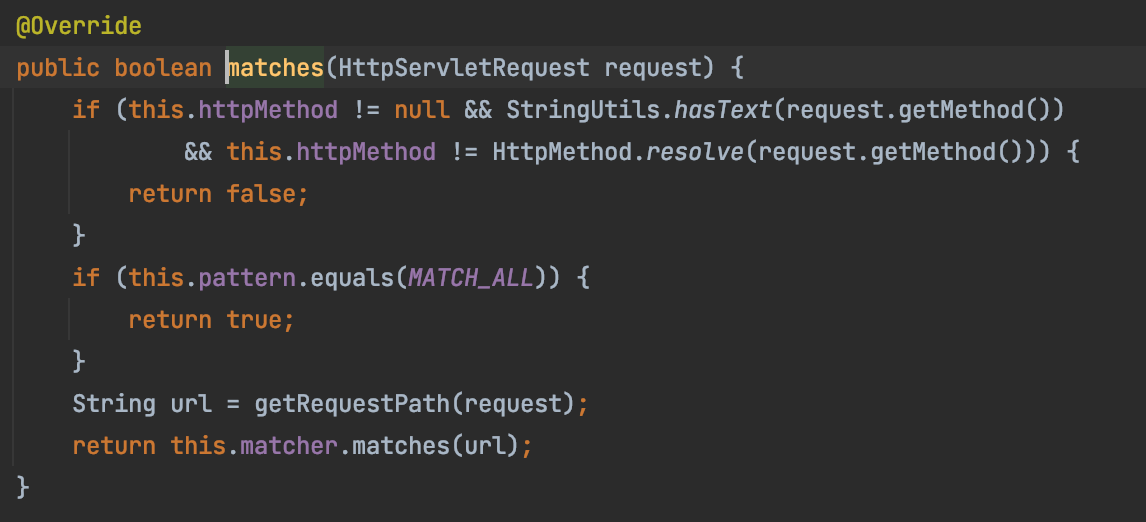 @Override
public boolean matches(HttpServletRequest request) {
    if (this.httpMethod != null && StringUtils.hasText(request.getMethod())
            && this.httpMethod != HttpMethod.resolve(request.getMethod())) {
        return false;
    }
    if (this.pattern.equals(MATCH_ALL)) {
        return true;
    }
    String url = getRequestPath(request);
    return this.matcher.matches(url);
}